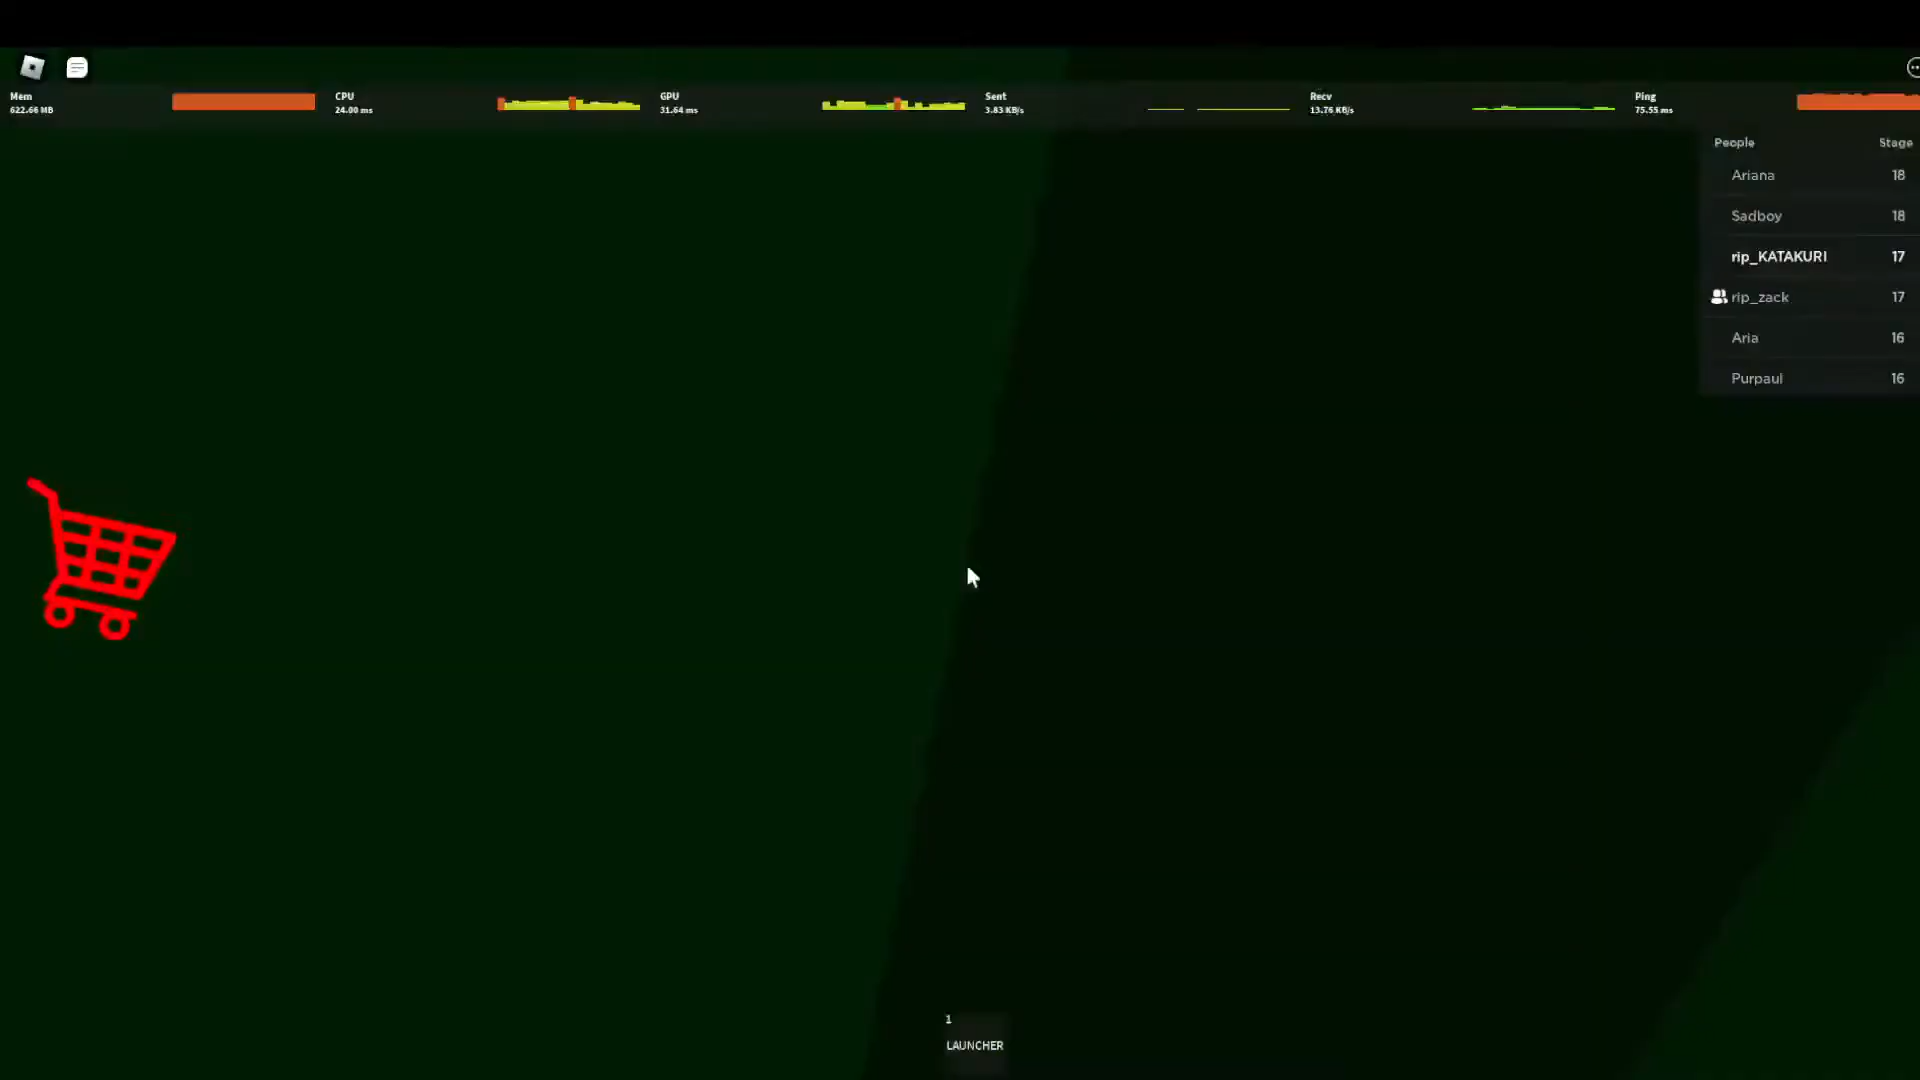 Mem
622.66 MB
CPU
24.00 ms
GPU
31.64 ms
Sent
3.83 KB/s
Recv
13.76 KB/s
Ping
75.55 ms
People Stage
Ariana 18
Sadboy 18
rip_KATAKURI 17
rip_zack 17
Aria 16
Purpaul 16
1
LAUNCHER